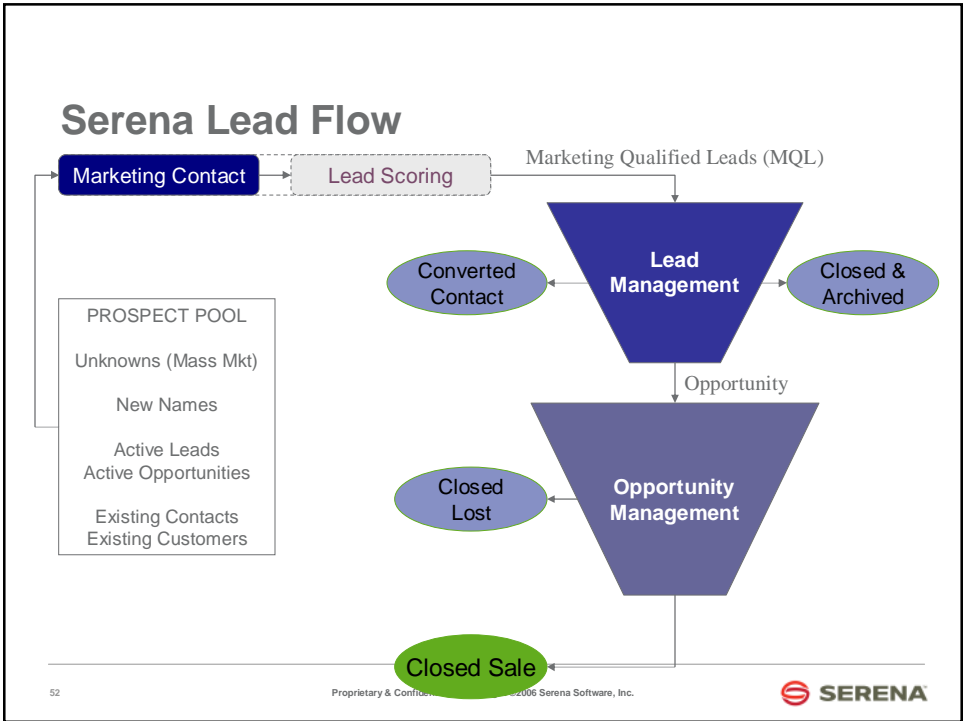 Serena Lead Flow
Marketing Contact
Lead Scoring
Marketing Qualified Leads (MQL)
Lead
Management
Converted
Contact
Closed &
Archived
PROSPECT POOL
Unknowns (Mass Mkt)
New Names
Active Leads
Active Opportunities
Existing Contacts
Existing Customers
Opportunity
Opportunity
Management
Closed
Lost
Closed Sale
52
Proprietary & ©2006 Serena Software, Inc.
SERENA